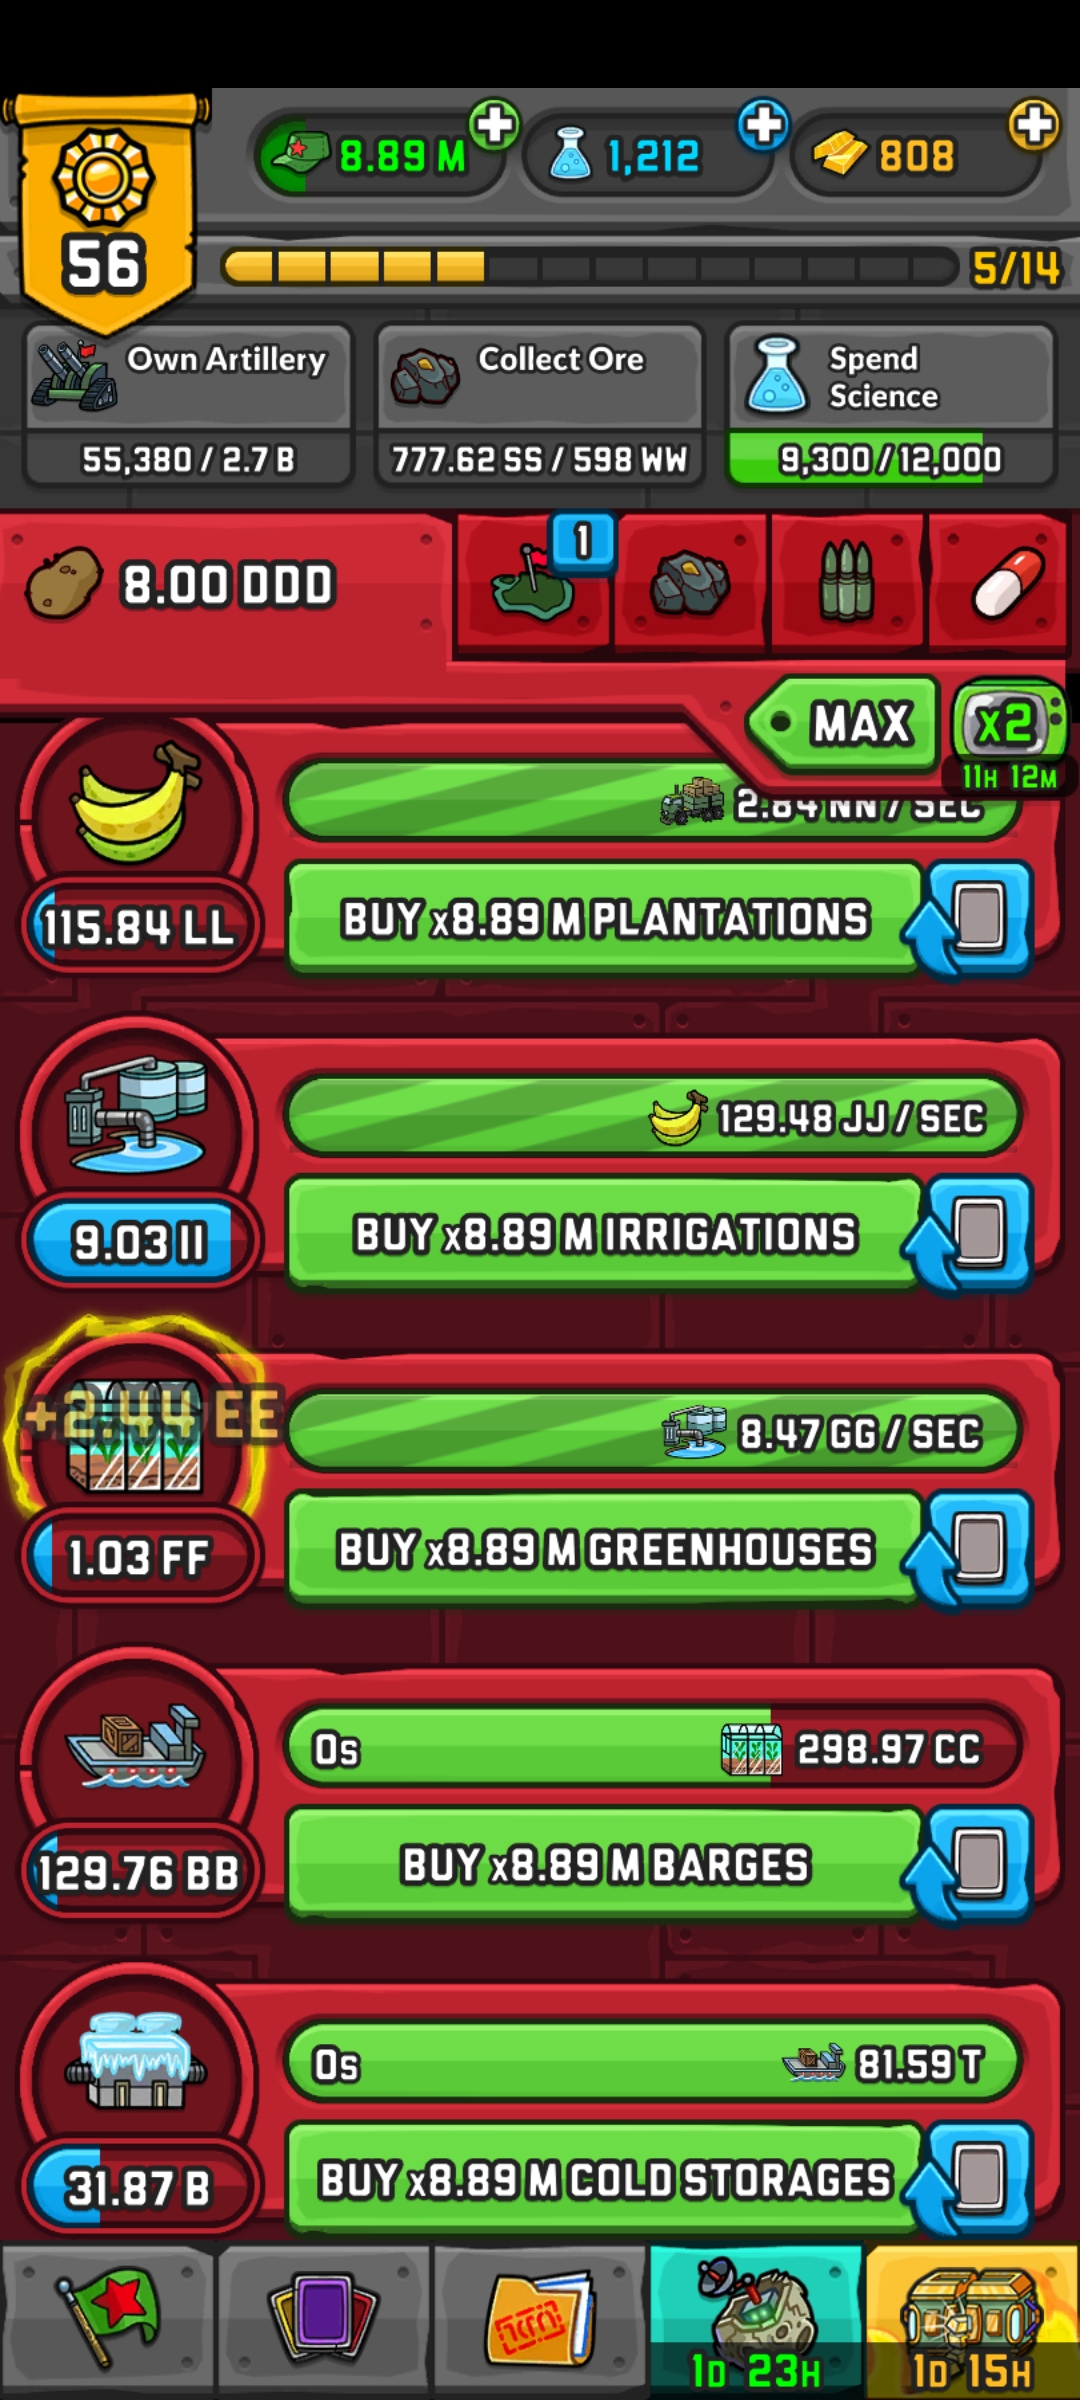 8.89 M
1,212
808
56
5/14
Own Artillery
55,380 / 2.7 B
Collect Ore
777.62 SS / 598 WW
Spend
Science
9,300 / 12,000
8.00 DDD
1
MAX
x2
11H 12M
2.84 NN / SEC
115.84 LL
BUY x8.89 M PLANTATIONS
129.48 JJ / SEC
9.03 II
BUY x8.89 M IRRIGATIONS
+2.44 EE
8.47 GG / SEC
1.03 FF
BUY x8.89 M GREENHOUSES
0s
298.97 CC
129.76 BB
BUY x8.89 M BARGES
0s
81.59 T
31.87 B
BUY x8.89 M COLD STORAGES
1D 23H
1D 15H